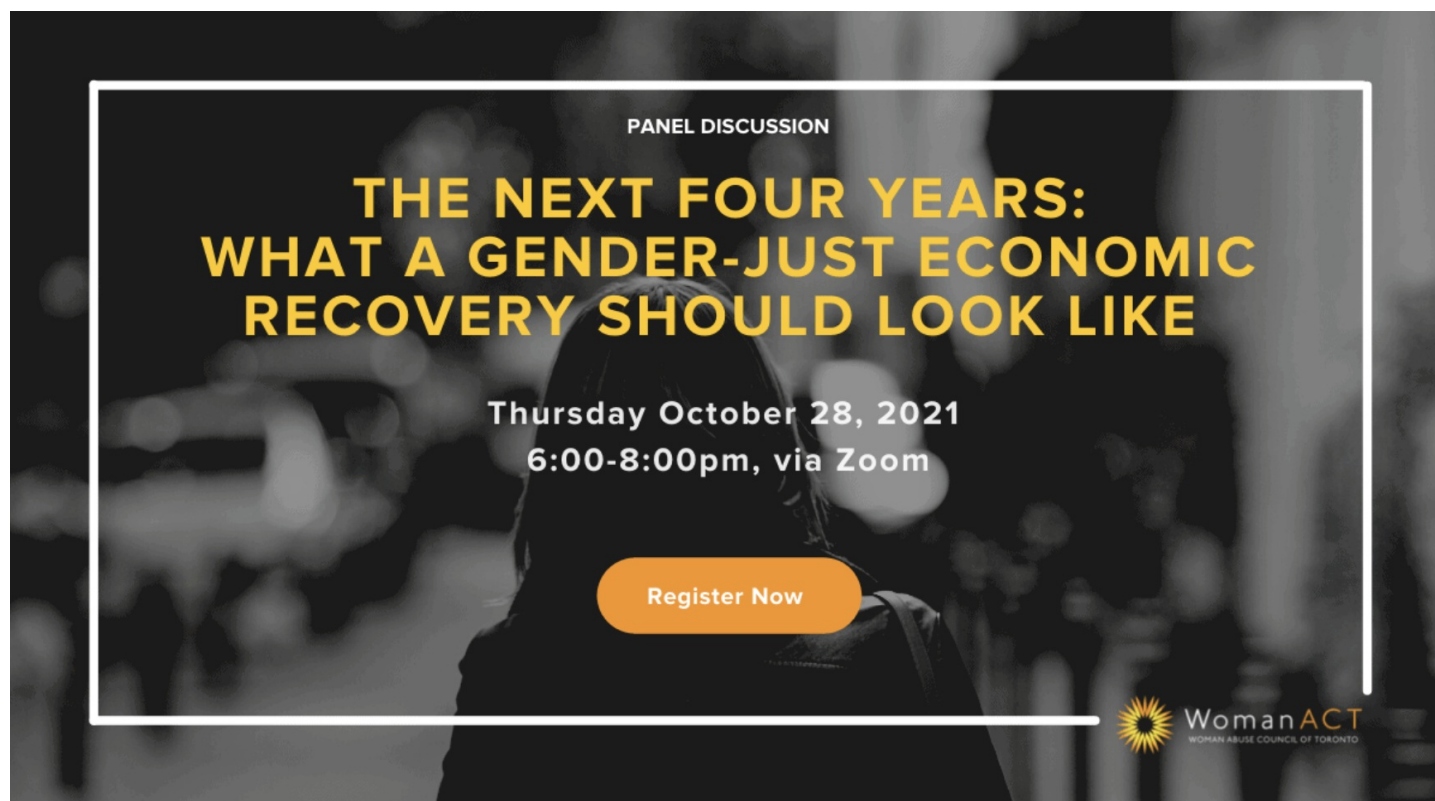 PANEL DISCUSSION
THE NEXT FOUR YEARS:
WHAT A GENDER-JUST ECONOMIC
RECOVERY SHOULD LOOK LIKE
Thursday October 28, 2021
6:00-8:00pm, via Zoom
Register Now
WomanACT
WOMAN ABUSE COUNCIL OF TORONTO